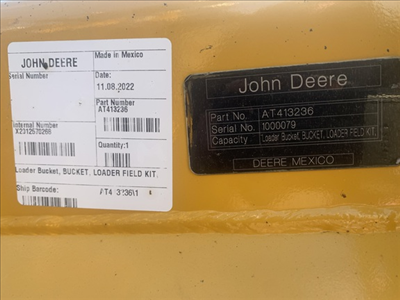 JOHN DEERE
Made in Mexico
Serial Number
Date:
11.08.2022
Part Number
AT413236
Internal Number
X2312570266
Quantity:1
Loader Bucket, BUCKET, LOADER FIELD KIT.
Ship Barcode:
John Deere
Part No. AT413236
Serial No. 1000079
Capacity Loader Bucket, BUCKET, LOADER FIELD KIT.
DEERE MEXICO